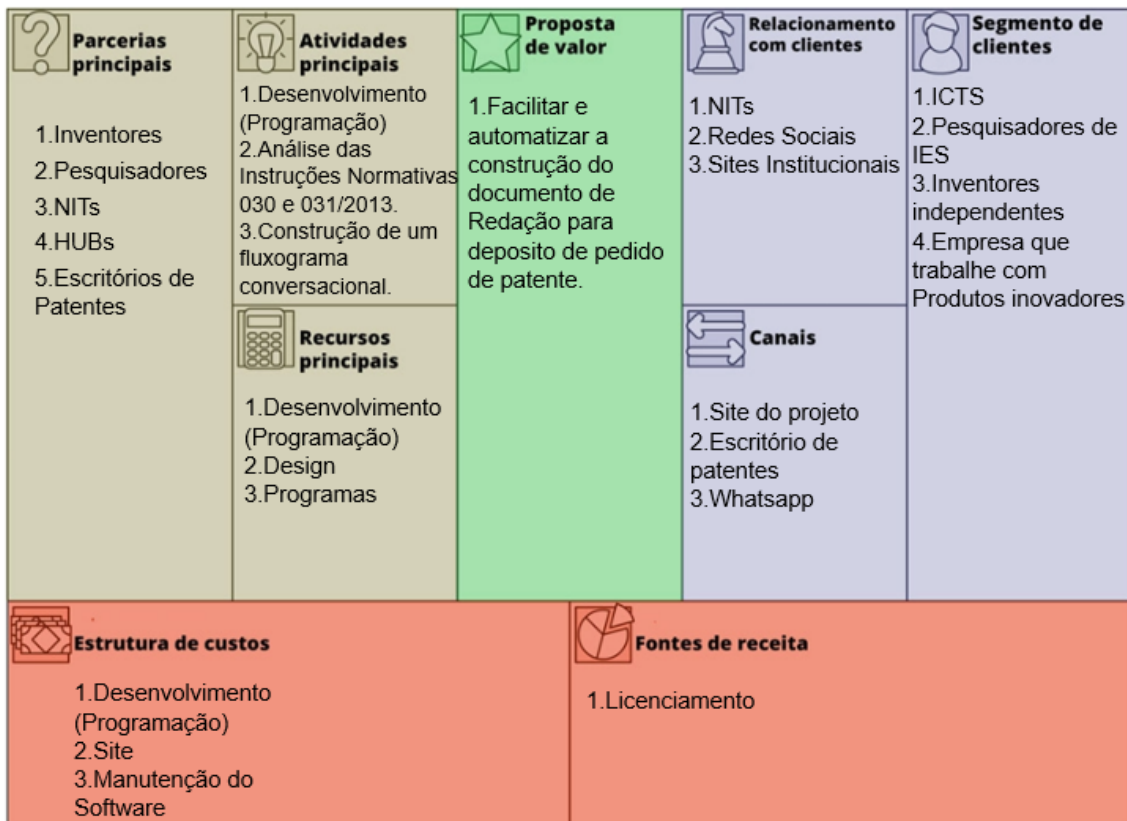 Parcerias
principais
1.Inventores
2.Pesquisadores
3.NITs
4.HUBs
5.Escritórios de
Patentes
Atividades
principais
1.Desenvolvimento
(Programação)
2.Análise das
Instruções Normativas
030 e 031/2013.
3.Construção de um
fluxograma
conversacional.
Recursos
principais
1.Desenvolvimento
(Programação)
2.Design
3.Programas
Proposta
de valor
1.Facilitar e
automatizar a
construção do
documento de
Redação para
deposito de pedido
de patente.
Relacionamento
com clientes
1.NITs
2.Redes Sociais
3.Sites Institucionais
Canais
1.Site do projeto
2.Escritório de
patentes
3.Whatsapp
Segmento de
clientes
1.ICTS
2.Pesquisadores de
IES
3.Inventores
independentes
4.Empresa que
trabalhe com
Produtos inovadores
Estrutura de custos
1.Desenvolvimento
(Programação)
2.Site
3.Manutenção do
Software
Fontes de receita
1.Licenciamento